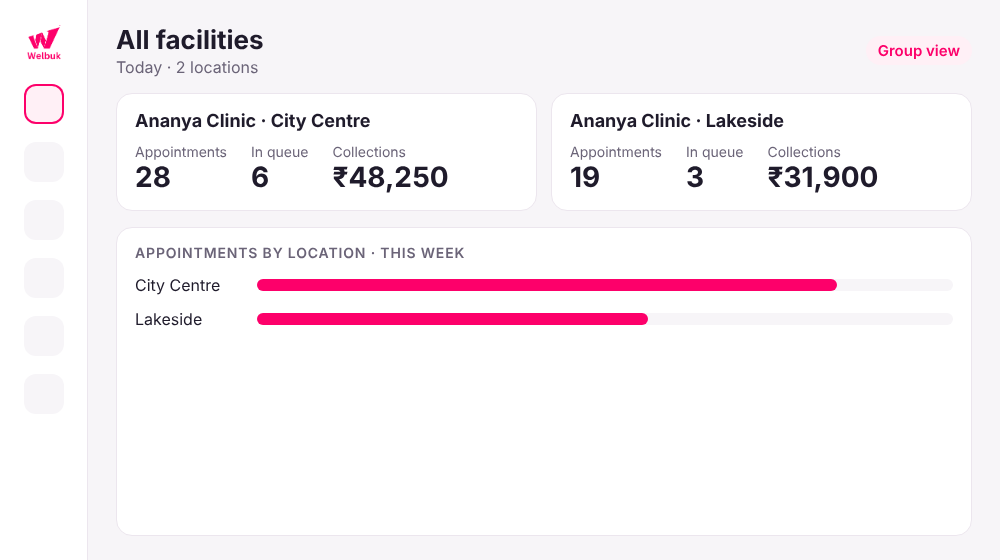 Welbuk
All facilities
Today · 2 locations
Group view
Ananya Clinic · City Centre
Appointments In queue Collections
28 6 ₹48,250
Ananya Clinic · Lakeside
Appointments In queue Collections
19 3 ₹31,900
APPOINTMENTS BY LOCATION · THIS WEEK
City Centre
Lakeside